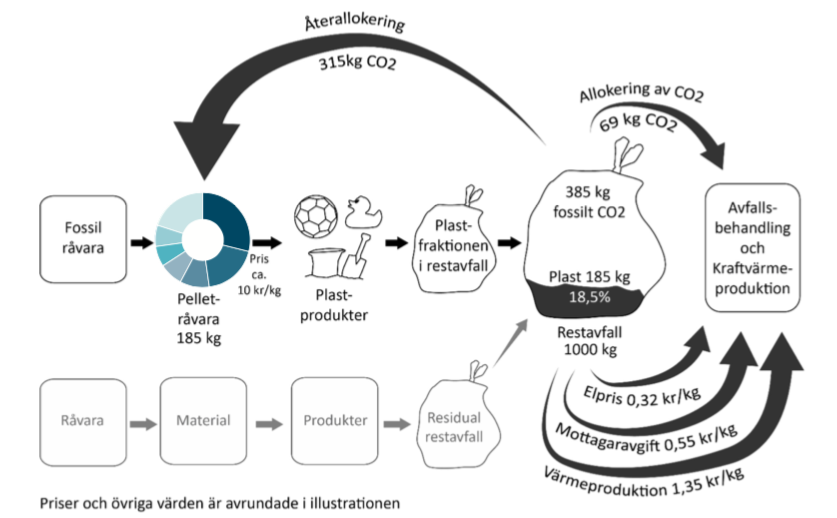 Återallokering
315kg CO2
Allokering av CO2
69 kg CO2
Fossil
råvara
Pris
ca.
10 kr/kg
Pellet-
råvara
185 kg
Plast-
produkter
Plast-
fraktionen
i restavfall
385 kg
fossilt CO2
Plast 185 kg
18,5%
Restavfall
1000 kg
Avfalls-
behandling
och
Kraftvärme-
produktion
Elpris 0,32 kr/kg
Mottagaravgift 0,55 kr/kg
Värmeproduktion 1,35 kr/kg
Råvara
Material
Produkter
Residual
restavfall
Priser och övriga värden är avrundade i illustrationen